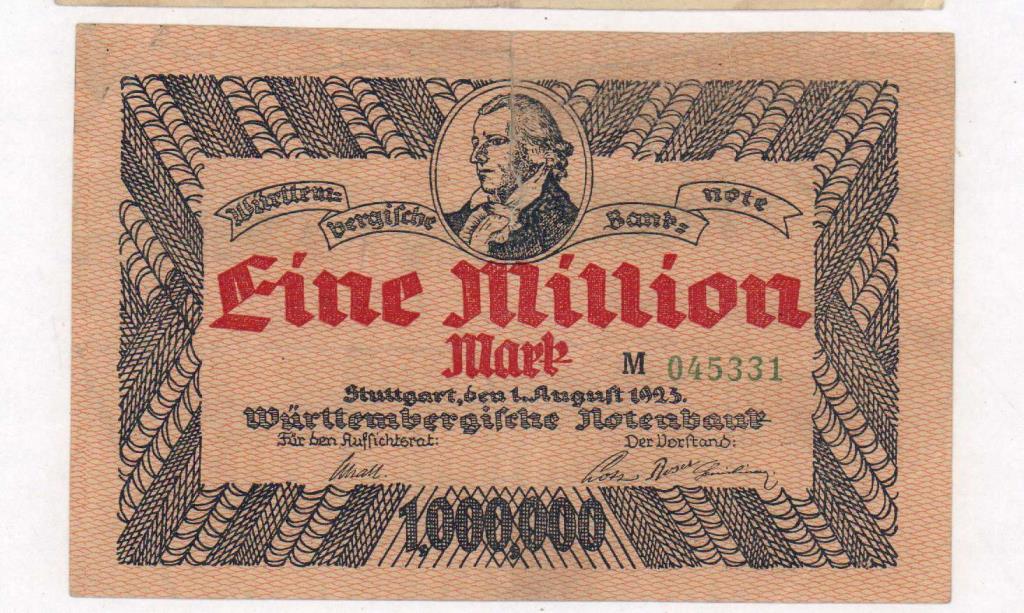 Württem-
bergische
Bank-
note
Eine Million
Mark
M 045331
Stuttgart, den 1. August 1923.
Württembergische Notenbank
Für den Aufsichtsrat:
Der Vorstand:
1,000,000